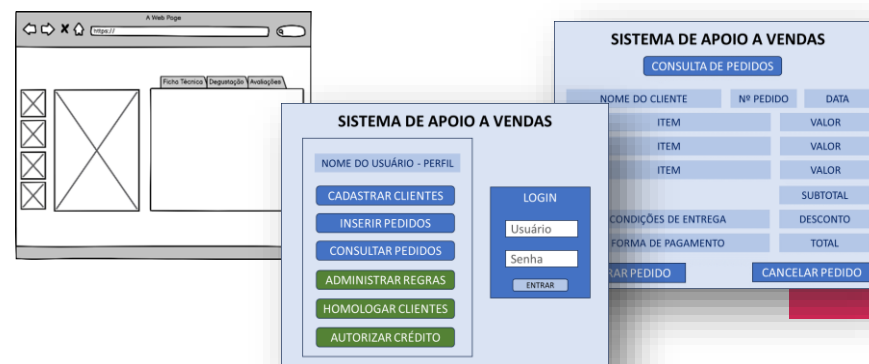 A Web Page
https://
Ficha Técnica Degustação Avaliações
SISTEMA DE APOIO A VENDAS
NOME DO USUÁRIO - PERFIL
CADASTRAR CLIENTES
INSERIR PEDIDOS
CONSULTAR PEDIDOS
ADMINISTRAR REGRAS
HOMOLOGAR CLIENTES
AUTORIZAR CRÉDITO
LOGIN
Usuário
Senha
ENTRAR
SISTEMA DE APOIO A VENDAS
CONSULTA DE PEDIDOS
NOME DO CLIENTE Nº PEDIDO DATA
ITEM VALOR
ITEM VALOR
ITEM VALOR
SUBTOTAL
CONDIÇÕES DE ENTREGA DESCONTO
FORMA DE PAGAMENTO TOTAL
RAR PEDIDO CANCELAR PEDIDO